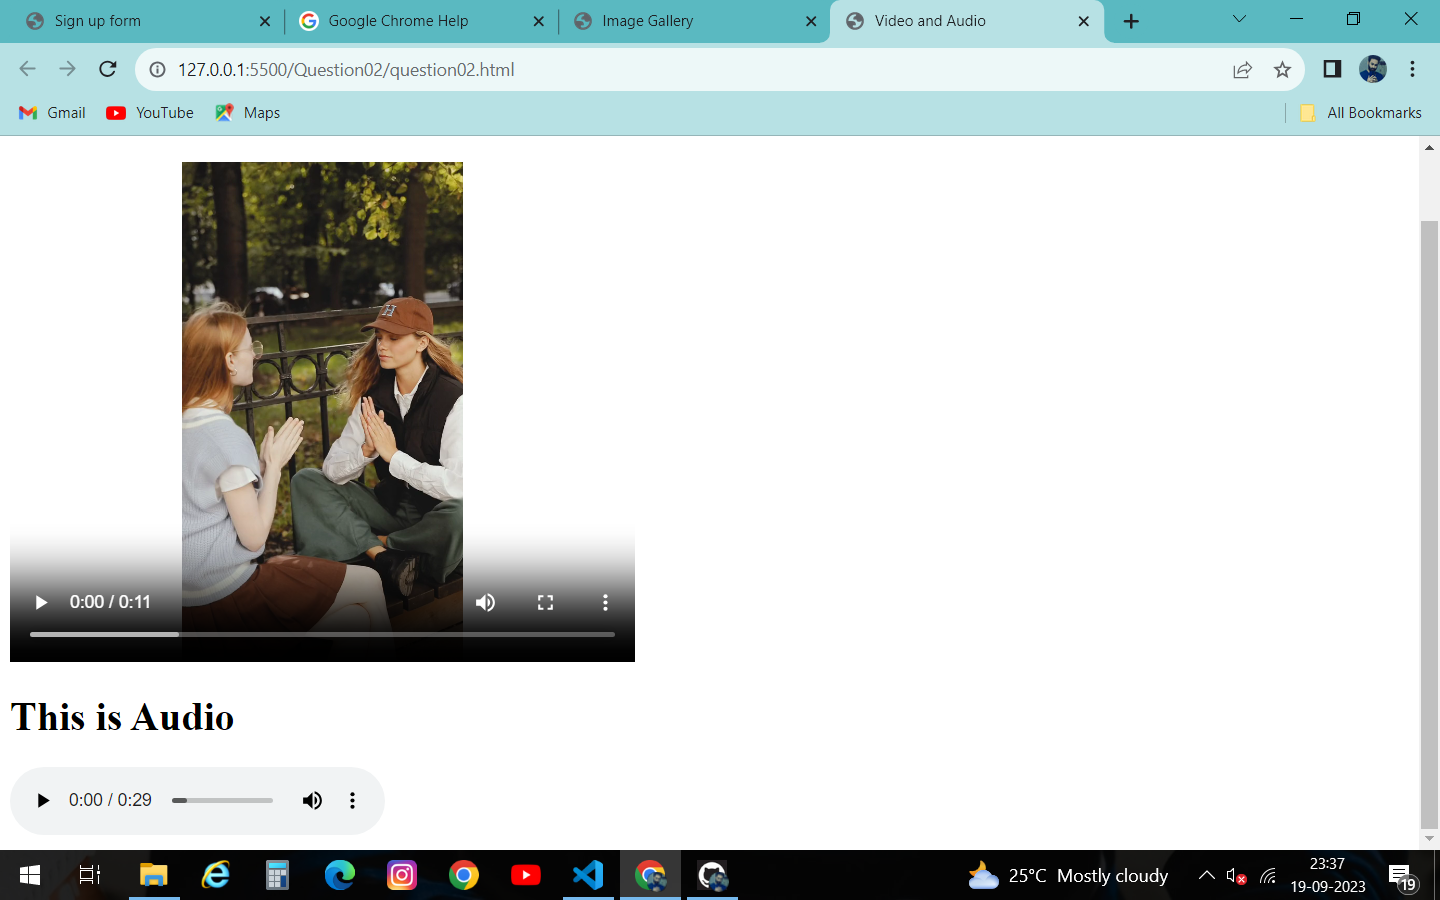 Sign up form
Google Chrome Help
Image Gallery
Video and Audio
127.0.0.1:5500/Question02/question02.html
Gmail
YouTube
Maps
All Bookmarks
H
0:00 / 0:11
This is Audio
0:00 / 0:29
25°C Mostly cloudy
23:37
19-09-2023
19